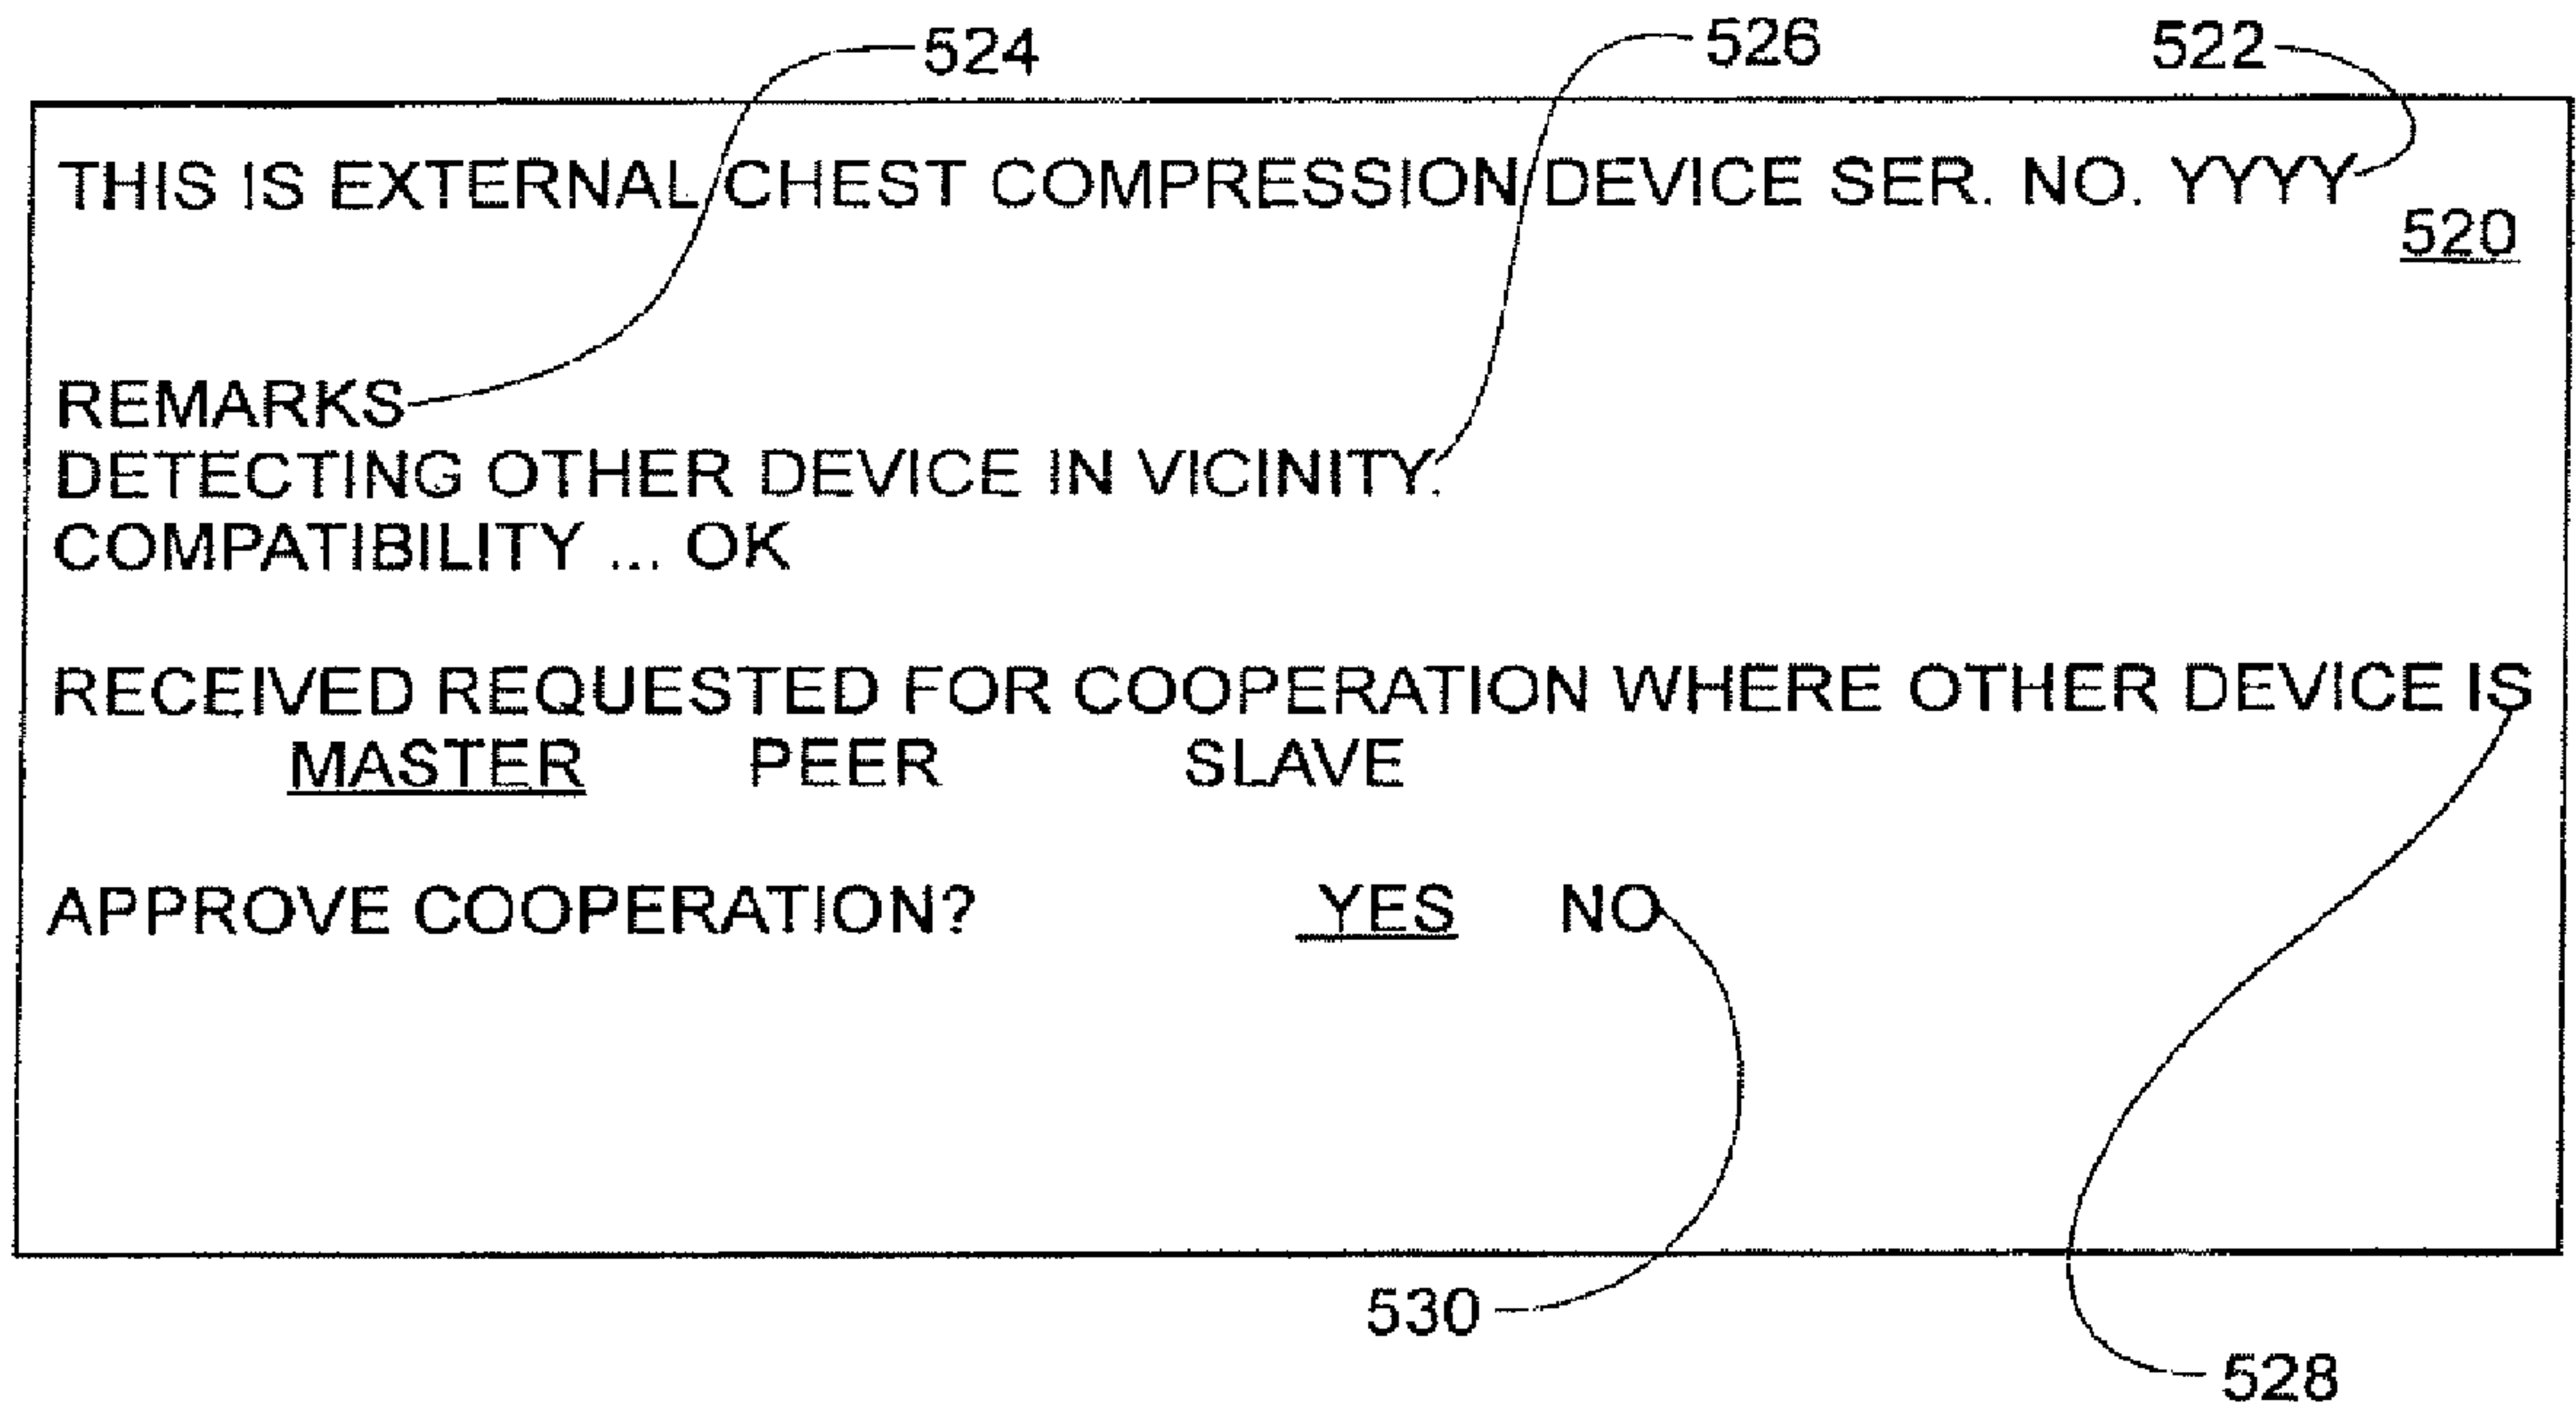 524 526 522
THIS IS EXTERNAL CHEST COMPRESSION DEVICE SER. NO. YYYY
520
REMARKS
DETECTING OTHER DEVICE IN VICINITY.
COMPATIBILITY ... OK
RECEIVED REQUESTED FOR COOPERATION WHERE OTHER DEVICE IS
MASTER PEER SLAVE
APPROVE COOPERATION? YES NO
530
528